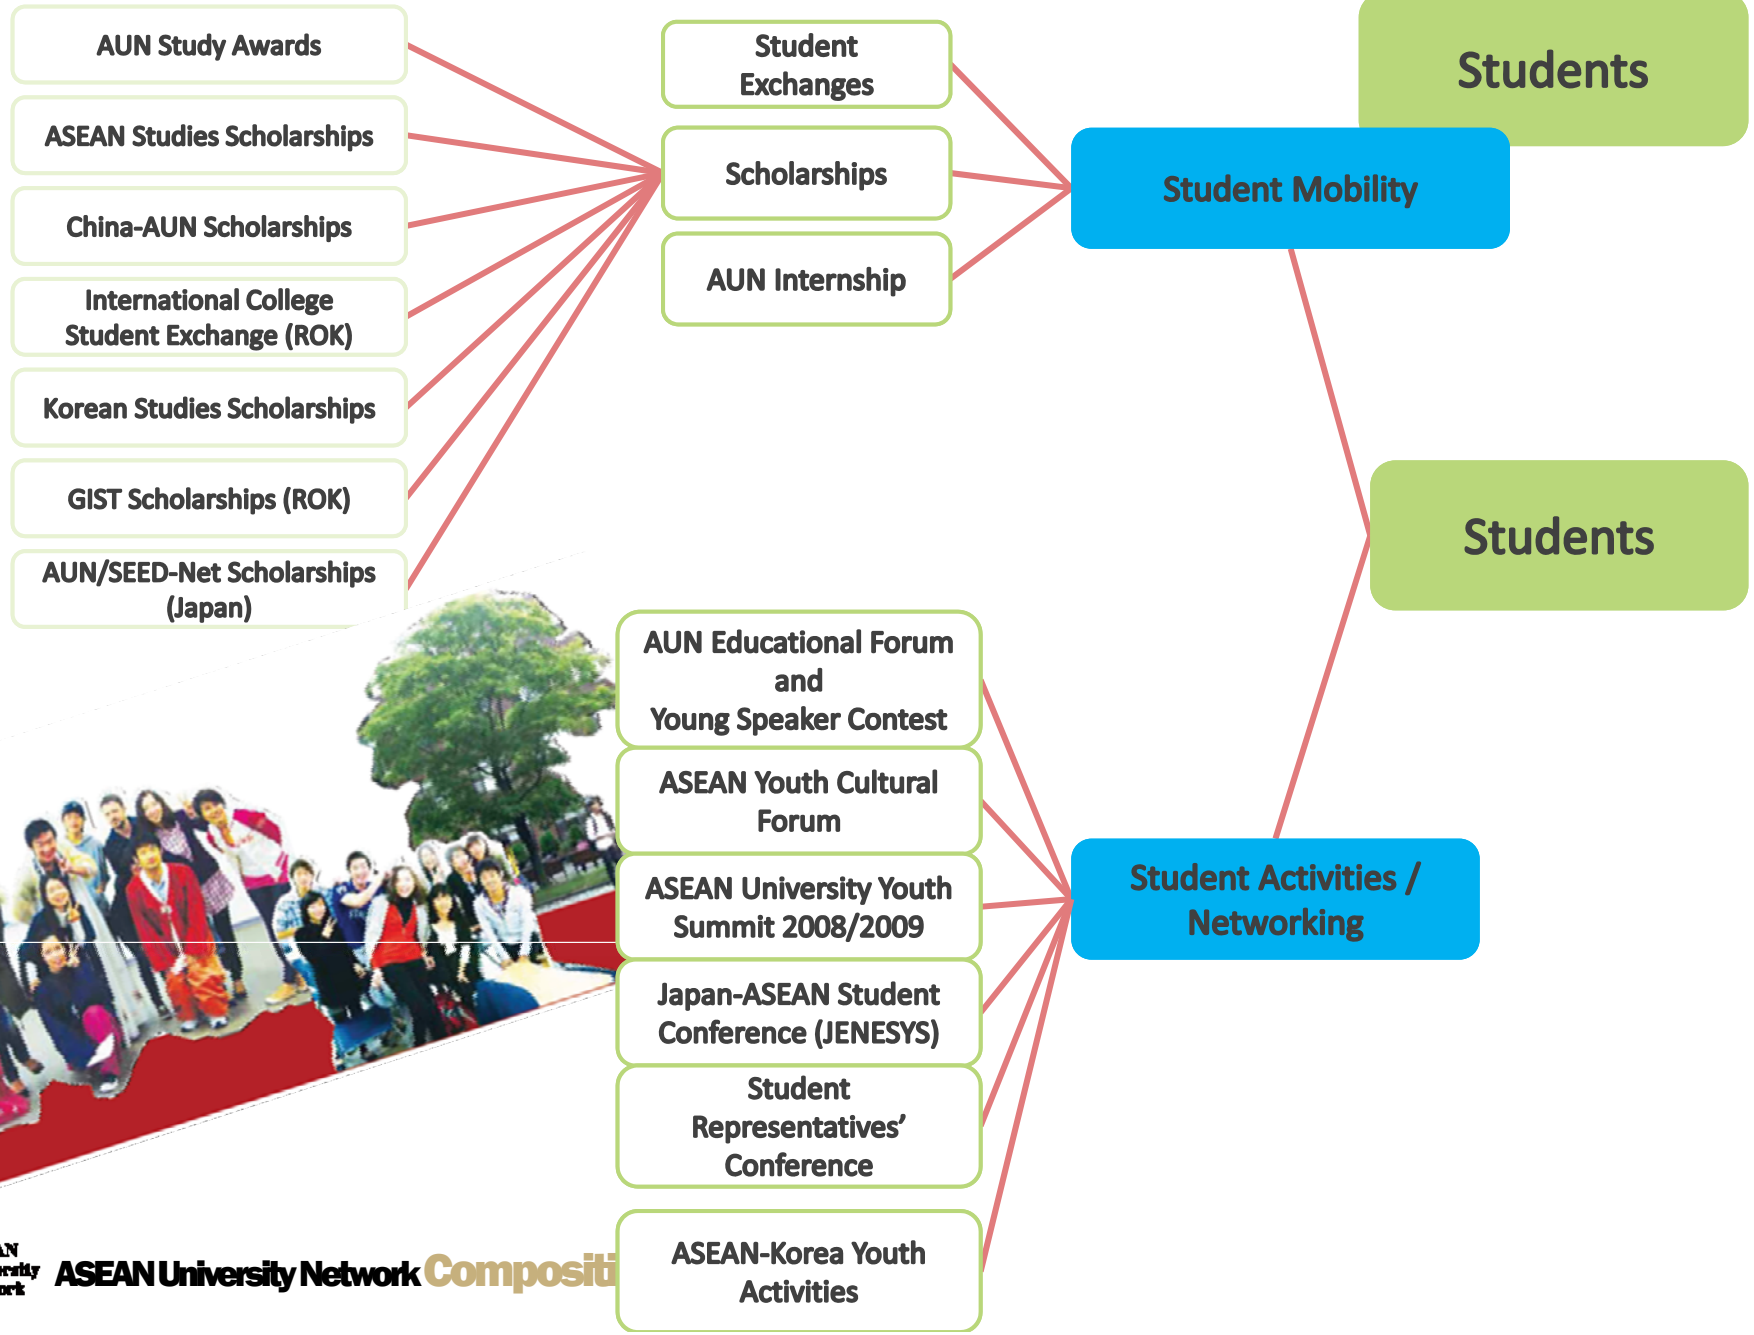 AUN Study Awards
ASEAN Studies Scholarships
China-AUN Scholarships
International College
Student Exchange (ROK)
Korean Studies Scholarships
GIST Scholarships (ROK)
AUN/SEED-Net Scholarships
(Japan)
Student
Exchanges
Scholarships
AUN Internship
Students
Student Mobility
Students
AUN Educational Forum
and
Young Speaker Contest
ASEAN Youth Cultural
Forum
ASEAN University Youth
Summit 2008/2009
Japan-ASEAN Student
Conference (JENESYS)
Student
Representatives’
Conference
ASEAN-Korea Youth
Activities
Student Activities /
Networking
ASEAN University Network Compositi